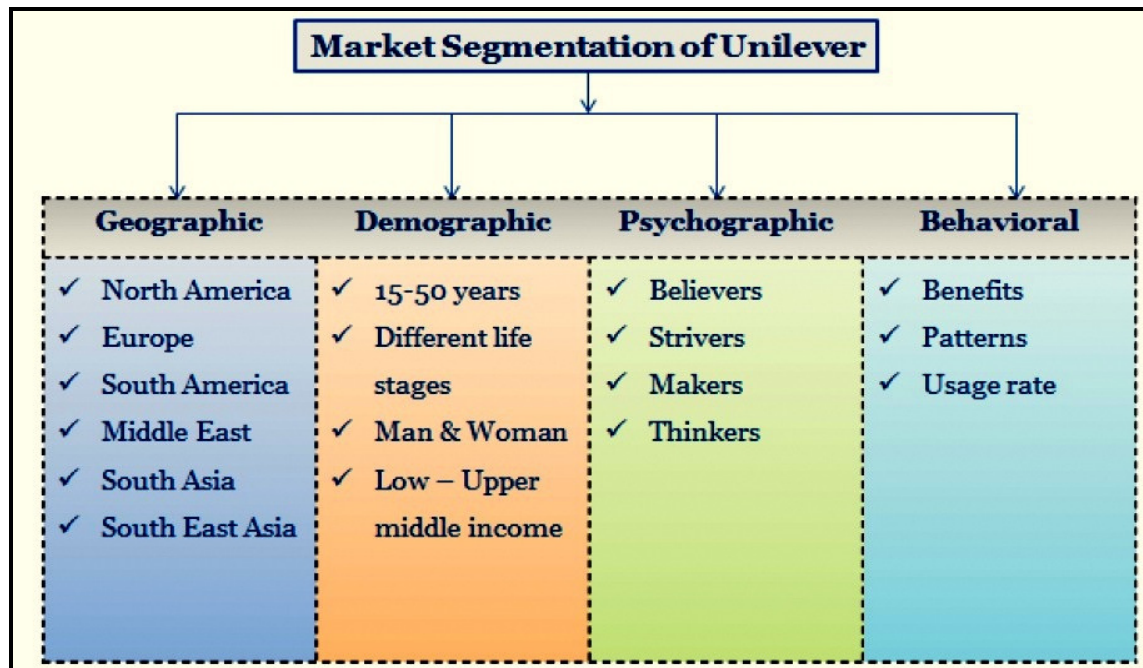 Market Segmentation of Unilever
Geographic
✓ North America
✓ Europe
✓ South America
✓ Middle East
✓ South Asia
✓ South East Asia
Demographic
✓ 15-50 years
✓ Different life
stages
✓ Man & Woman
✓ Low – Upper
middle income
Psychographic
✓ Believers
✓ Strivers
✓ Makers
✓ Thinkers
Behavioral
✓ Benefits
✓ Patterns
✓ Usage rate